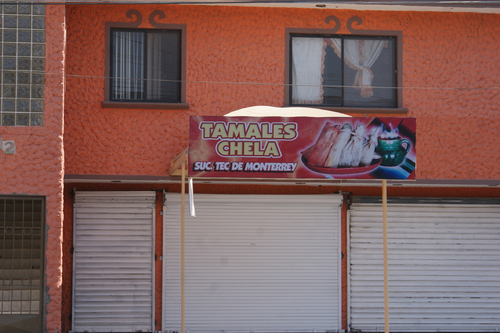 TAMALES
CHELA
SUC. TEC DE MONTERREY